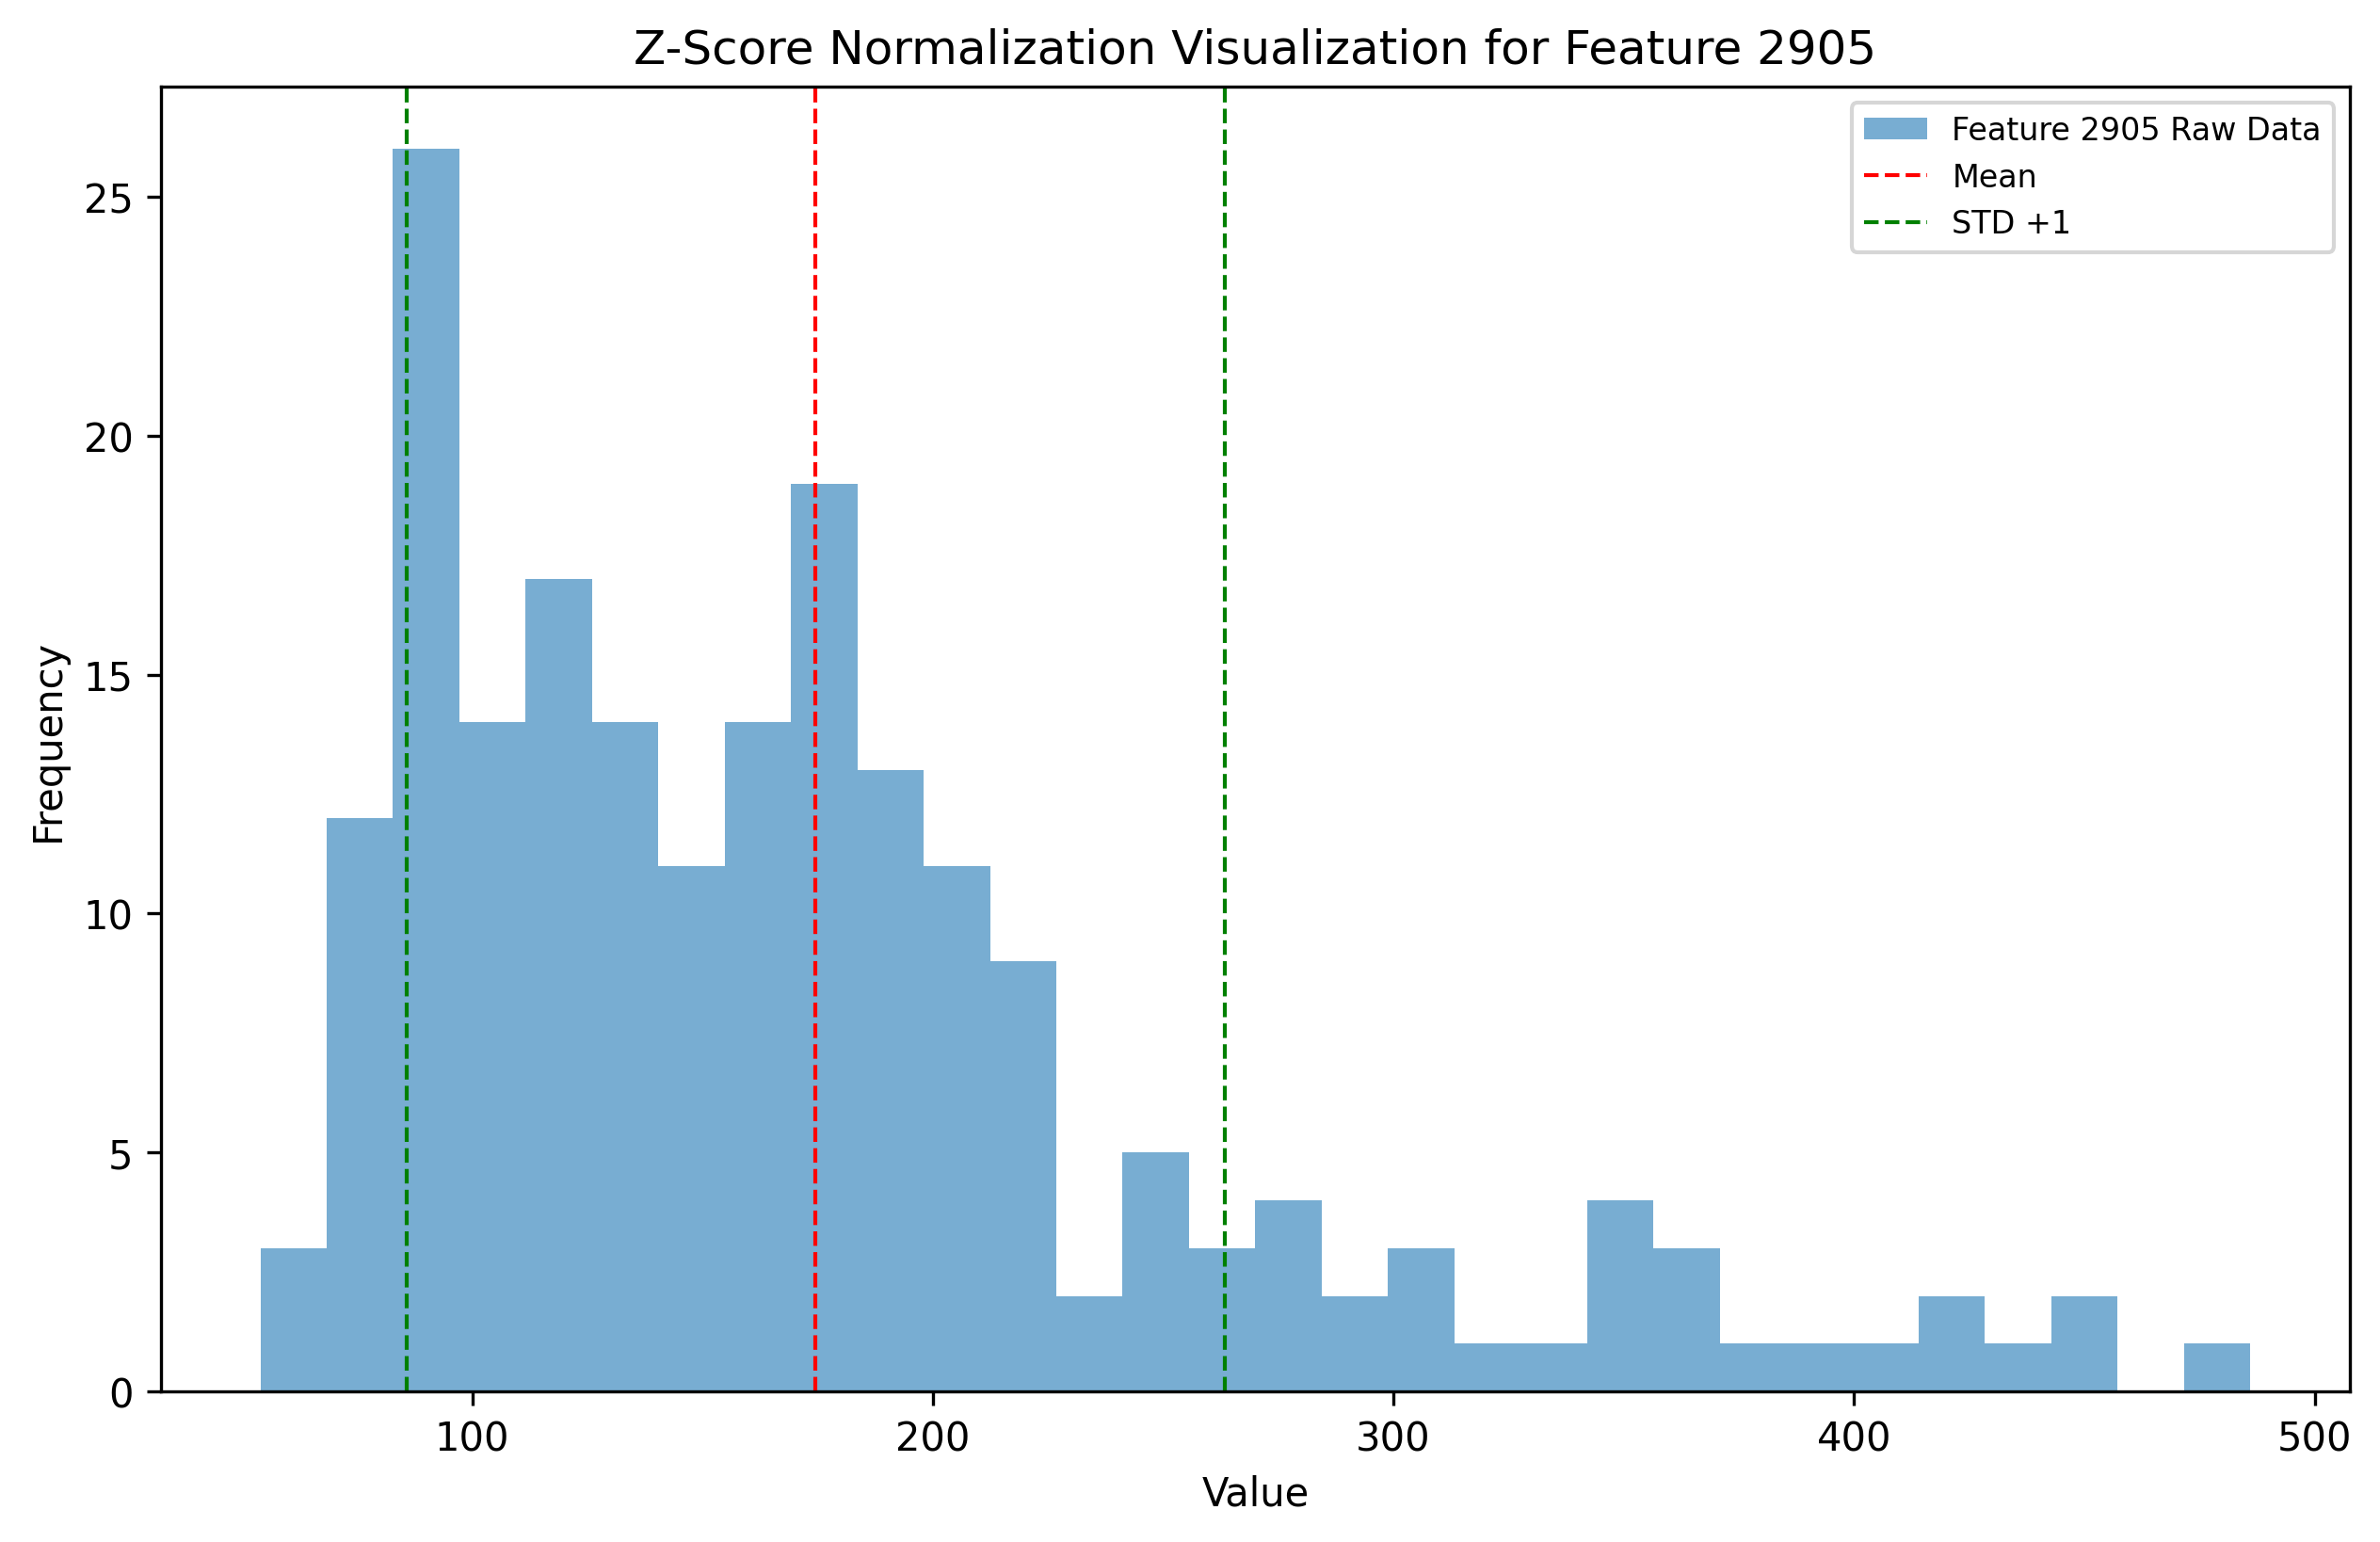 Z-Score Normalization Visualization for Feature 2905
Feature 2905 Raw Data
Mean
STD +1
25
20
15
10
5
0
Frequency
100
200
300
400
500
Value